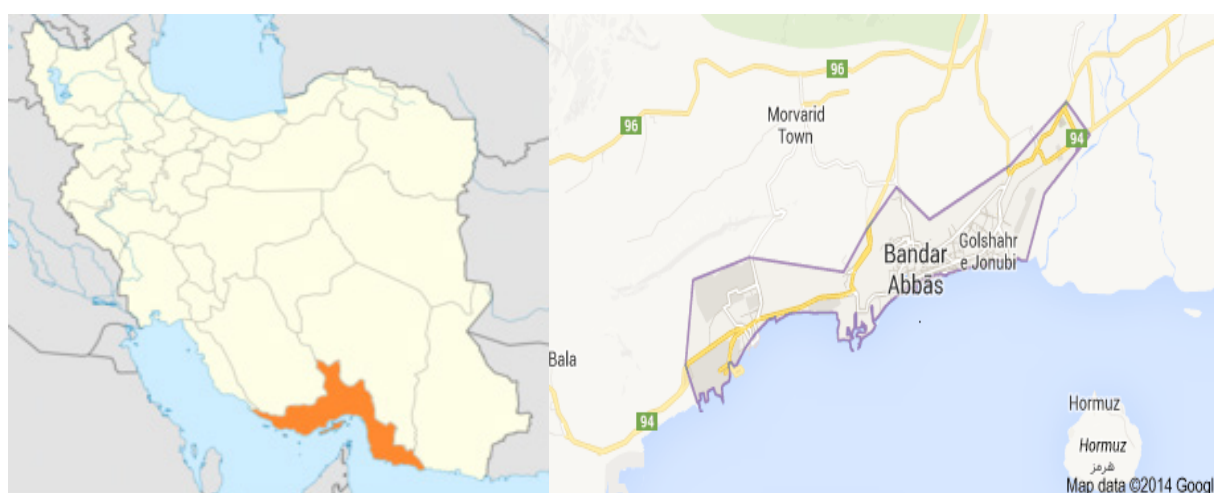 96
96
Morvarid
Town
94
Bandar
Abbās
Golshahr
e Jonubi
Bala
94
Hormuz
Hormuz
هرمز
Map data ©2014 Googl